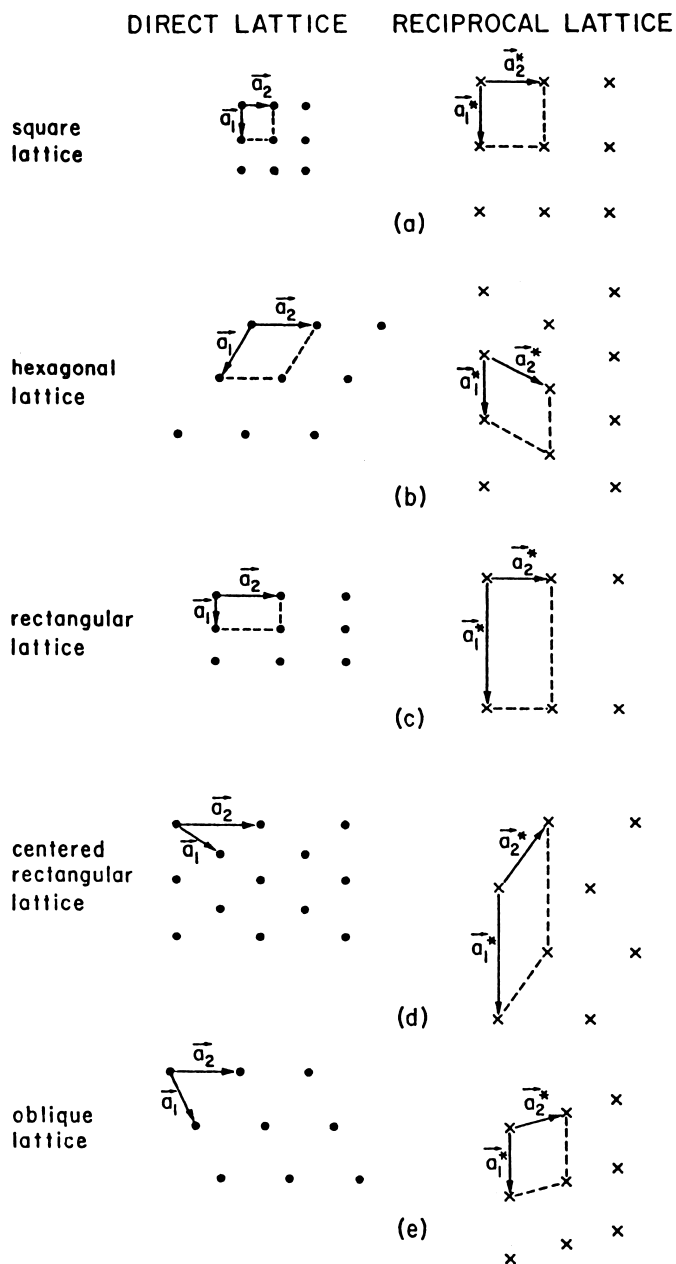 DIRECT LATTICE RECIPROCAL LATTICE
square
lattice
a₁ a₂
a₁* a₂*
(a)
hexagonal
lattice
a₁ a₂
a₁* a₂*
(b)
rectangular
lattice
a₁ a₂
a₁* a₂*
(c)
centered
rectangular
lattice
a₂
a₁
a₂*
a₁*
(d)
oblique
lattice
a₂
a₁
a₂*
a₁*
(e)